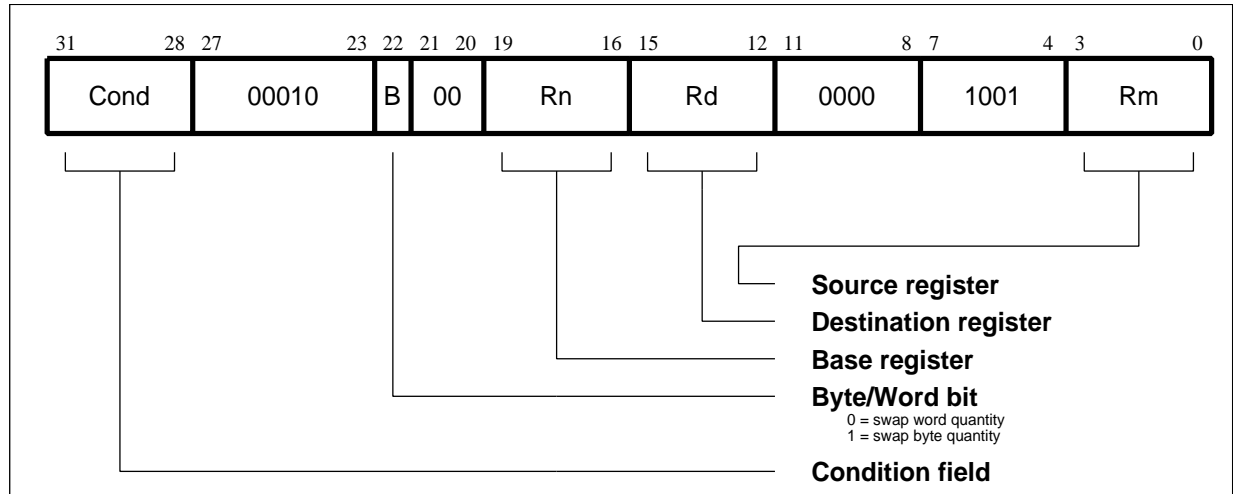 31 28 27 23 22 21 20 19 16 15 12 11 8 7 4 3 0
Cond 00010 B 00 Rn Rd 0000 1001 Rm
Source register
Destination register
Base register
Byte/Word bit
0 = swap word quantity
1 = swap byte quantity
Condition field